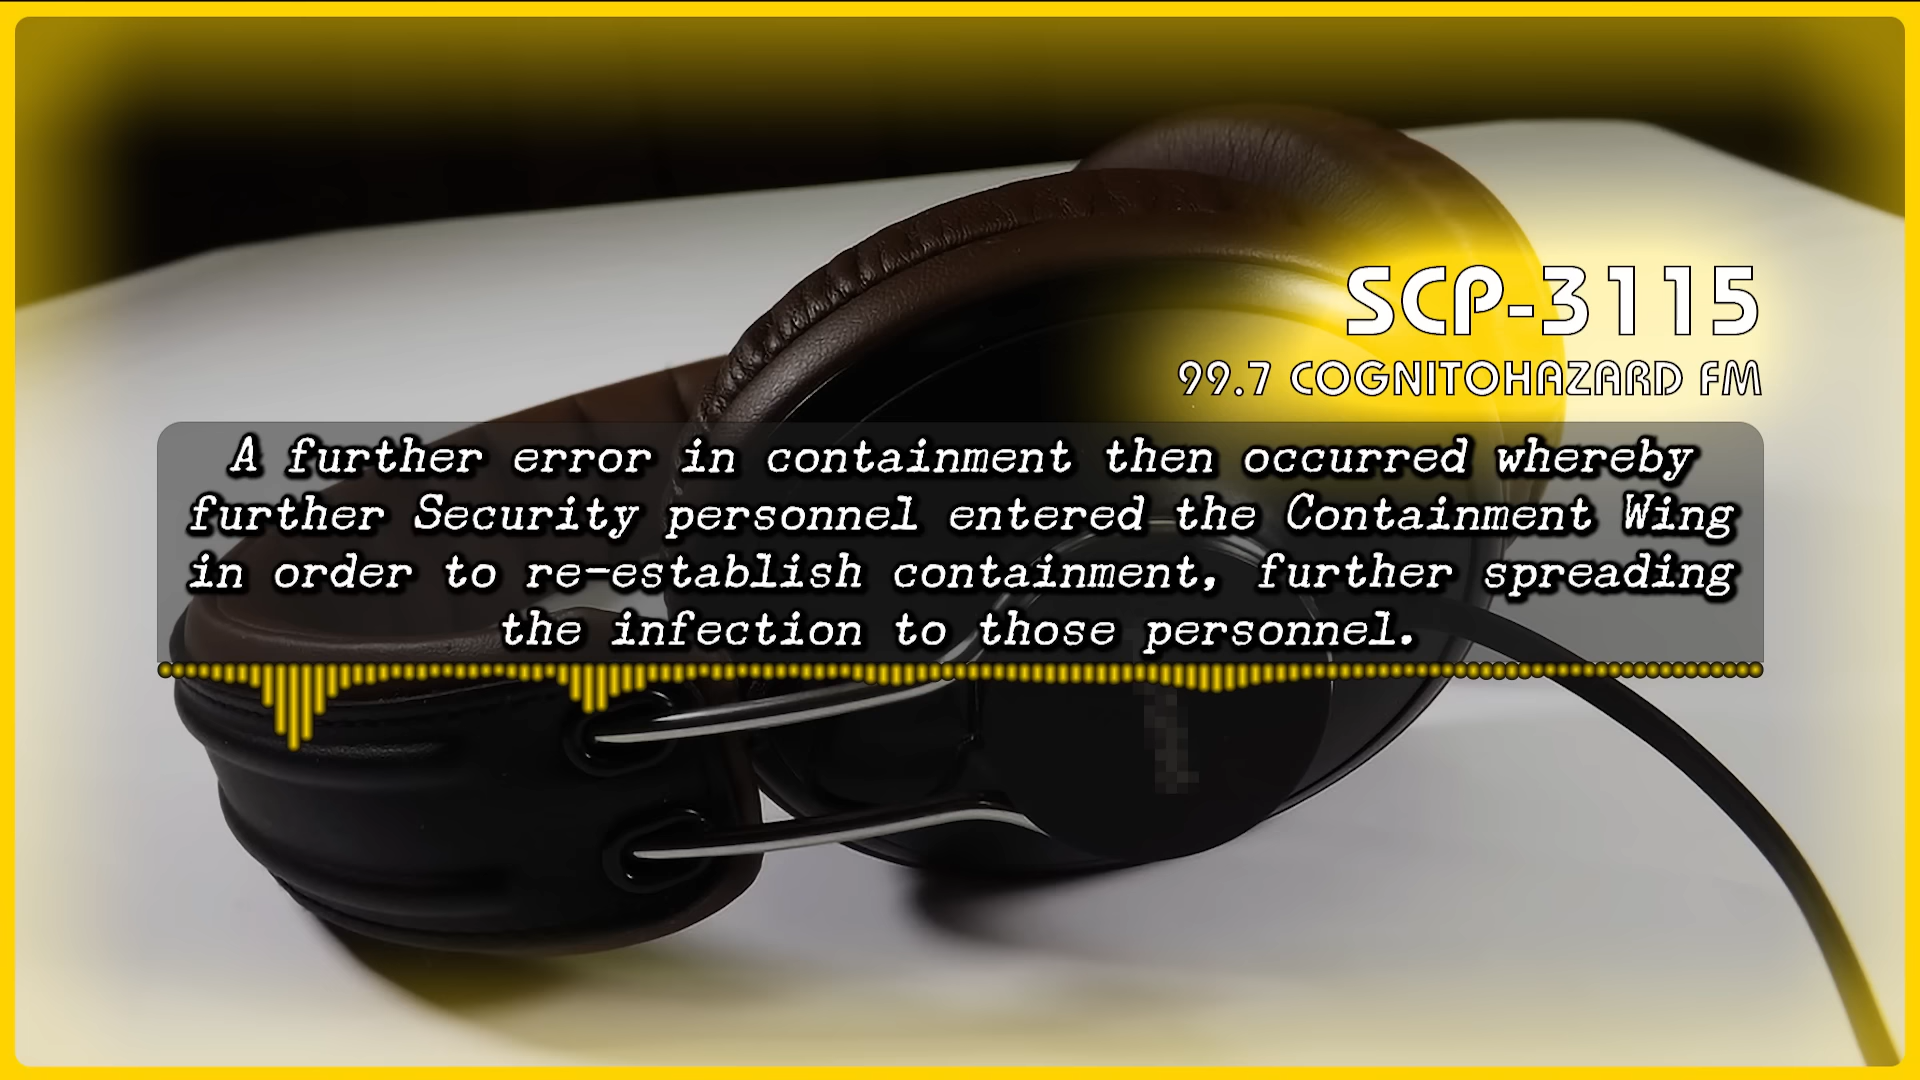 SCP-3115
99.7 COGNITOHAZARD FM
A further error in containment then occurred whereby
further Security personnel entered the Containment Wing
in order to re-establish containment, further spreading
the infection to those personnel.